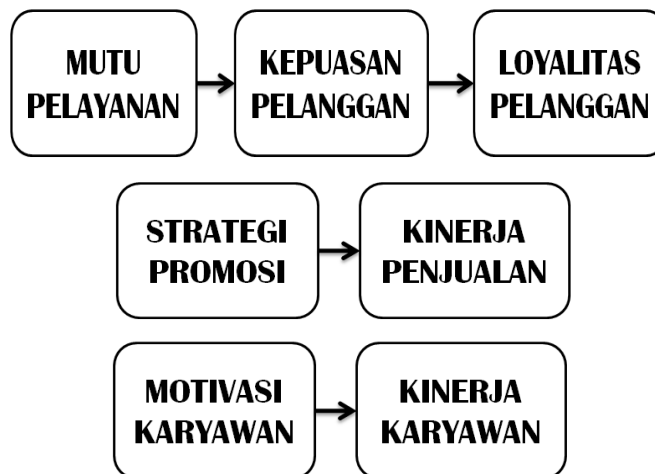 MUTU
PELAYANAN
KEPUASAN
PELANGGAN
LOYALITAS
PELANGGAN
STRATEGI
PROMOSI
KINERJA
PENJUALAN
MOTIVASI
KARYAWAN
KINERJA
KARYAWAN